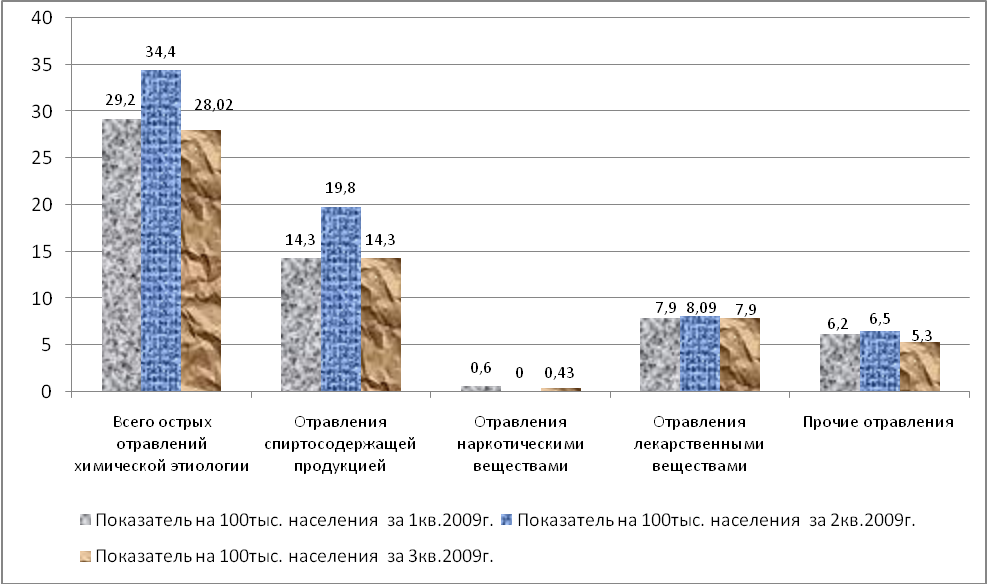 40
35
30
25
20
15
10
5
0
29,2
34,4
28,02
14,3
19,8
14,3
0,6
0
0,43
7,9
8,09
7,9
6,2
6,5
5,3
Всего острых
отравлений
химической этиологии
Отравления
спиртосодержащей
продукцией
Отравления
наркотическими
веществами
Отравления
лекарственными
веществами
Прочие отравления
Показатель на 100тыс. населения за 1кв.2009г.
Показатель на 100тыс. населения за 2кв.2009г.
Показатель на 100тыс. населения за 3кв.2009г.